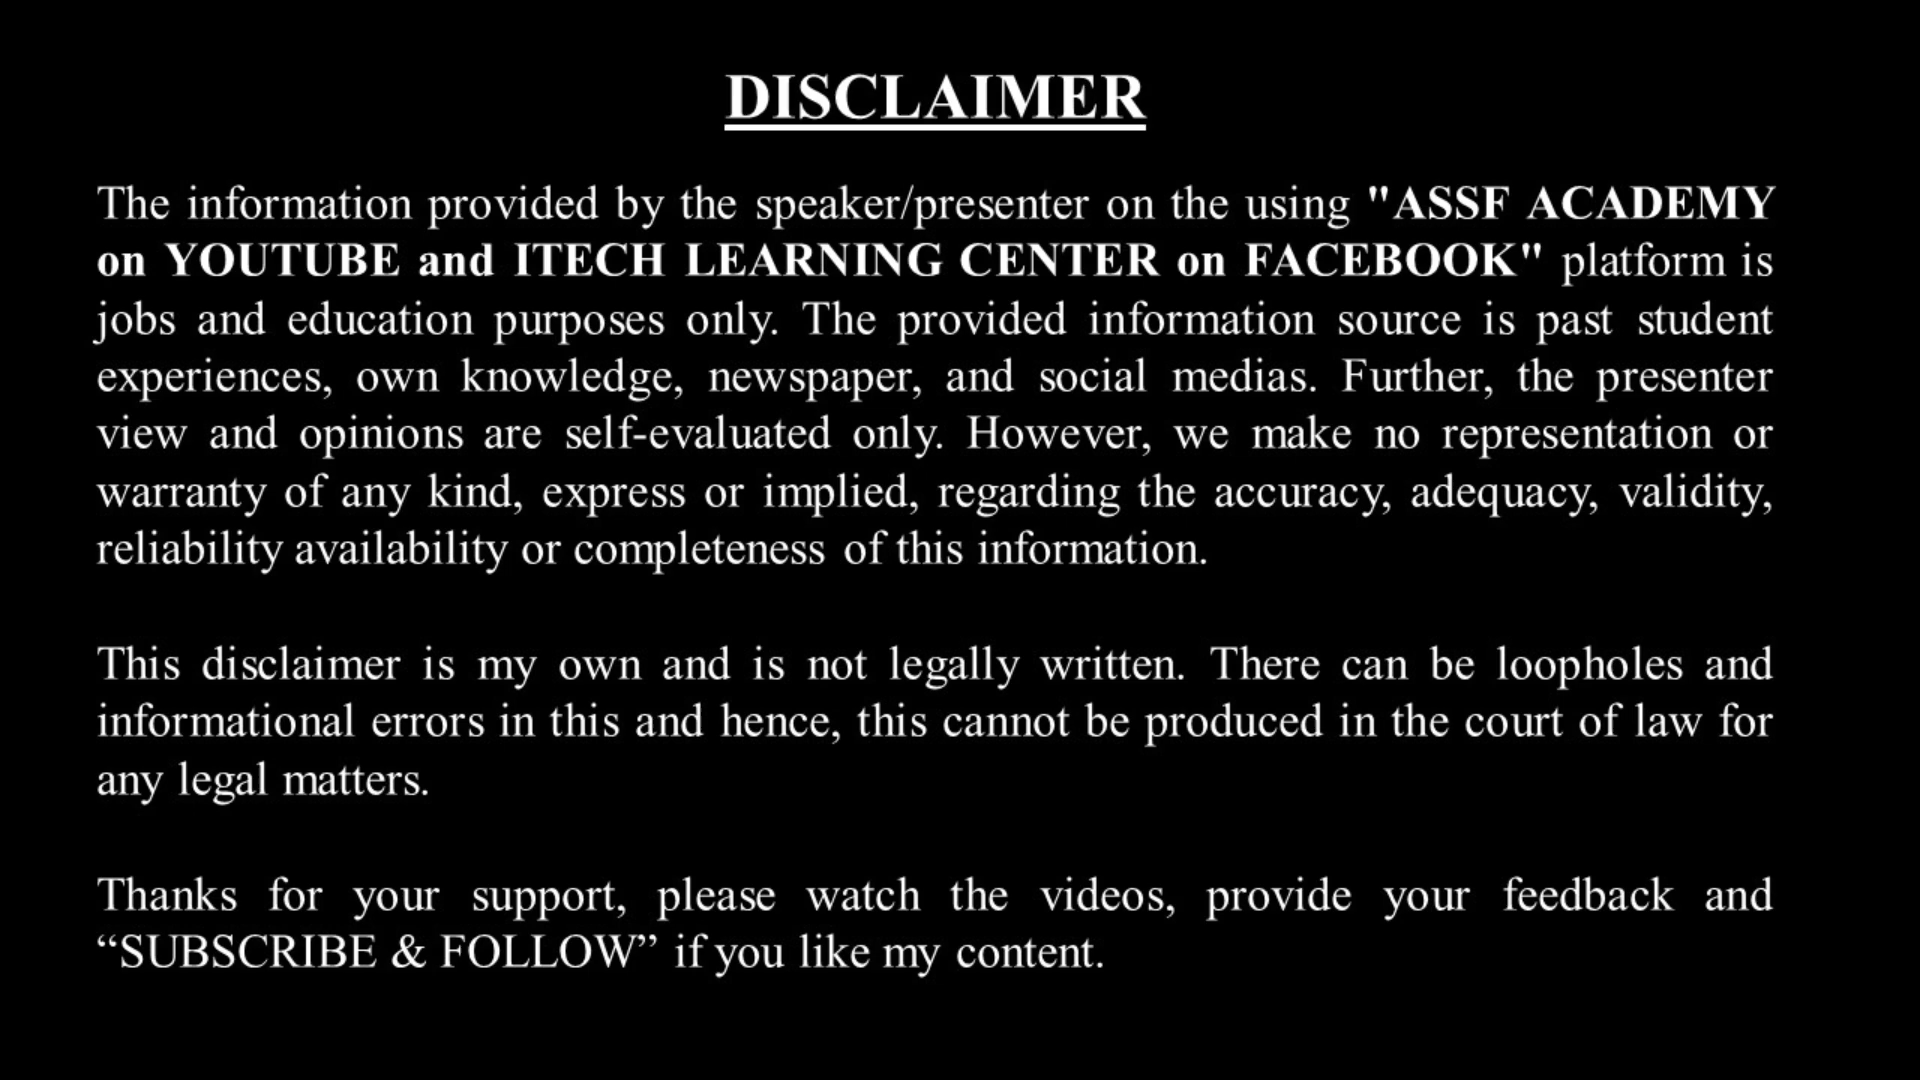 DISCLAIMER
The information provided by the speaker/presenter on the using "ASSF ACADEMY
on YOUTUBE and ITECH LEARNING CENTER on FACEBOOK" platform is
jobs and education purposes only. The provided information source is past student
experiences, own knowledge, newspaper, and social medias. Further, the presenter
view and opinions are self-evaluated only. However, we make no representation or
warranty of any kind, express or implied, regarding the accuracy, adequacy, validity,
reliability availability or completeness of this information.
This disclaimer is my own and is not legally written. There can be loopholes and
informational errors in this and hence, this cannot be produced in the court of law for
any legal matters.
Thanks for your support, please watch the videos, provide your feedback and
“SUBSCRIBE & FOLLOW” if you like my content.